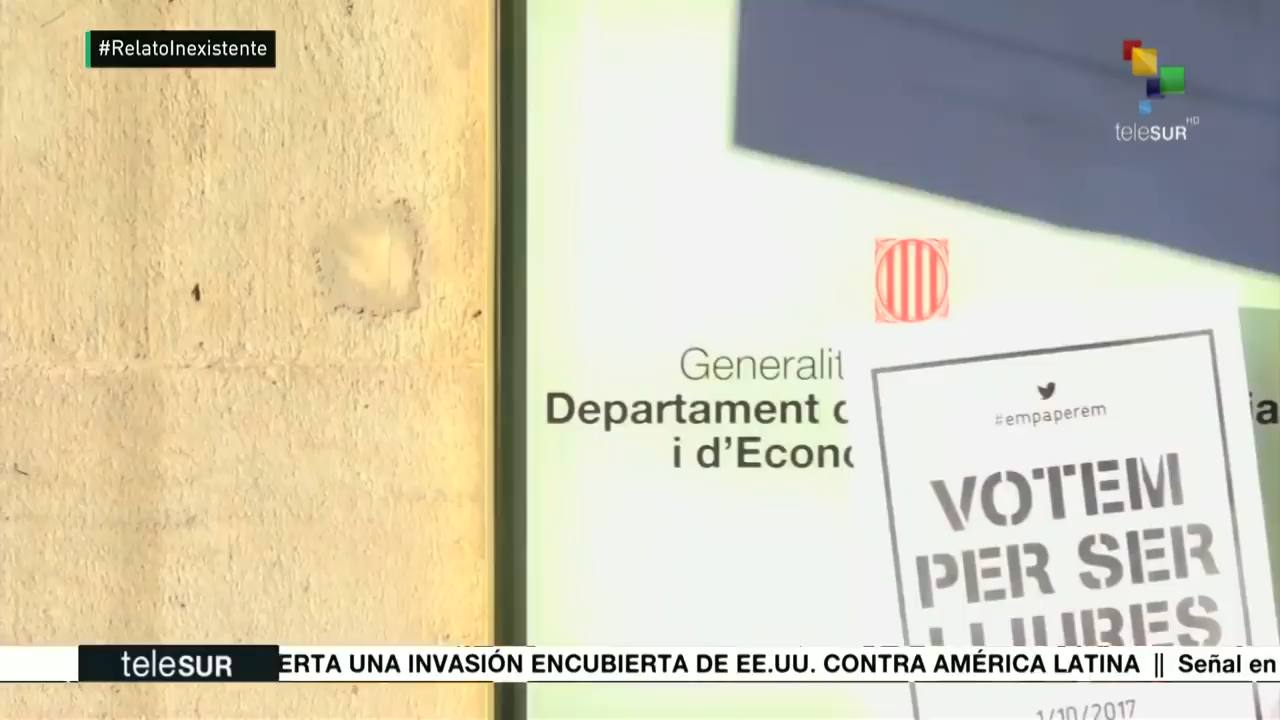 #RelatoInexistente
teleSUR HD
Generalit
Departament
i d'Econo
#empaperem
VOTEM
PER SER
LLIURES
teleSUR
ERTA UNA INVASIÓN ENCUBIERTA DE EE.UU. CONTRA AMÉRICA LATINA || Señal en
1/10/2017